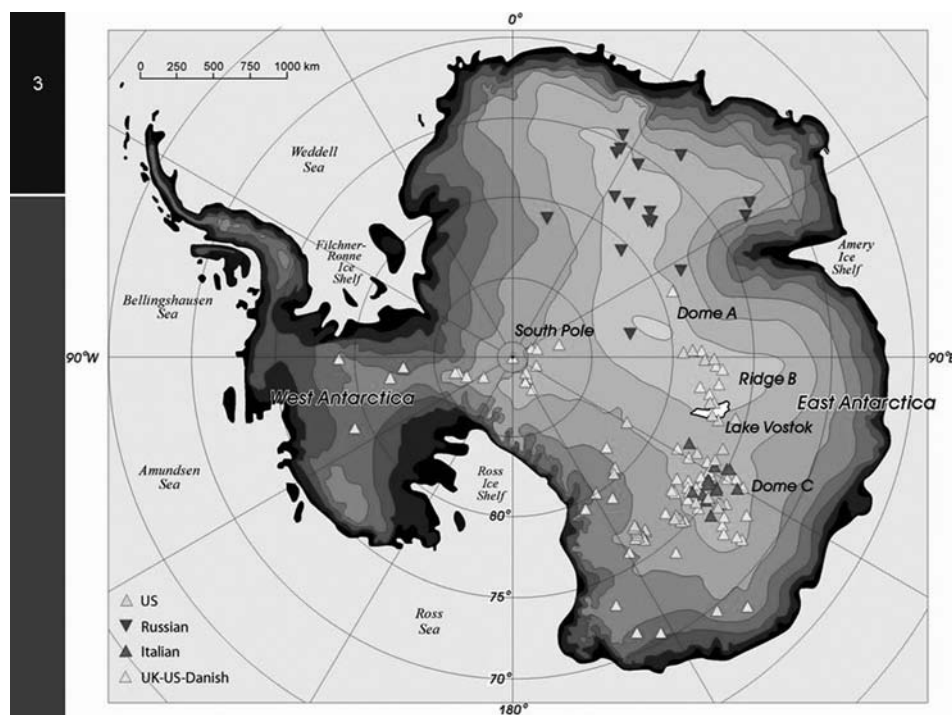 3
0°
0 250 500 750 1000 km
Weddell
Sea
Filchner-
Ronne
Ice
Shelf
Amery
Ice
Shelf
Bellingshausen
Sea
South Pole
Dome A
90°W
90°E
Ridge B
West Antarctica
East Antarctica
Lake Vostok
Amundsen
Sea
Ross
Ice
Shelf
Dome C
80°
75°
Ross
Sea
US
Russian
Italian
UK-US-Danish
70°
180°